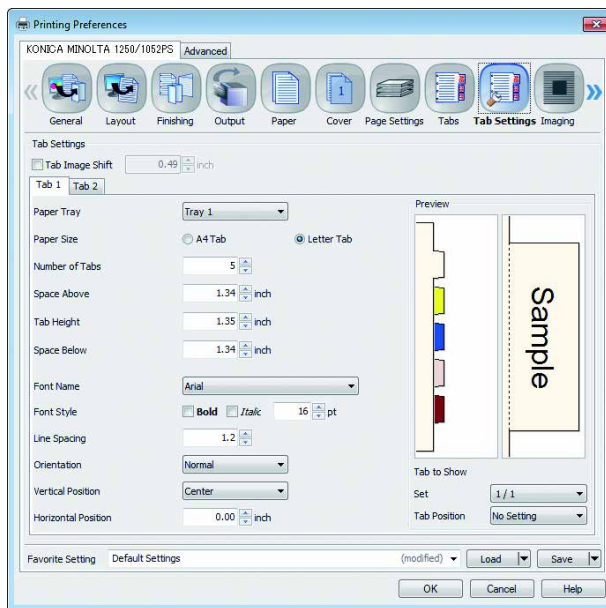 Printing Preferences
KONICA MINOLTA 1250/1052PS Advanced
General Layout Finishing Output Paper 1 Cover Page Settings Tabs Tab Settings Imaging
Tab Settings
Tab Image Shift 0.49 inch
Tab 1 Tab 2
Paper Tray Tray 1
Paper Size A4 Tab Letter Tab
Number of Tabs 5
Space Above 1.34 inch
Tab Height 1.35 inch
Space Below 1.34 inch
Font Name Arial
Font Style Bold Italic 16 pt
Line Spacing 1.2
Orientation Normal
Vertical Position Center
Horizontal Position 0.00 inch
Preview
Sample
Tab to Show
Set 1 / 1
Tab Position No Setting
Favorite Setting Default Settings (modified) Load Save
OK Cancel Help